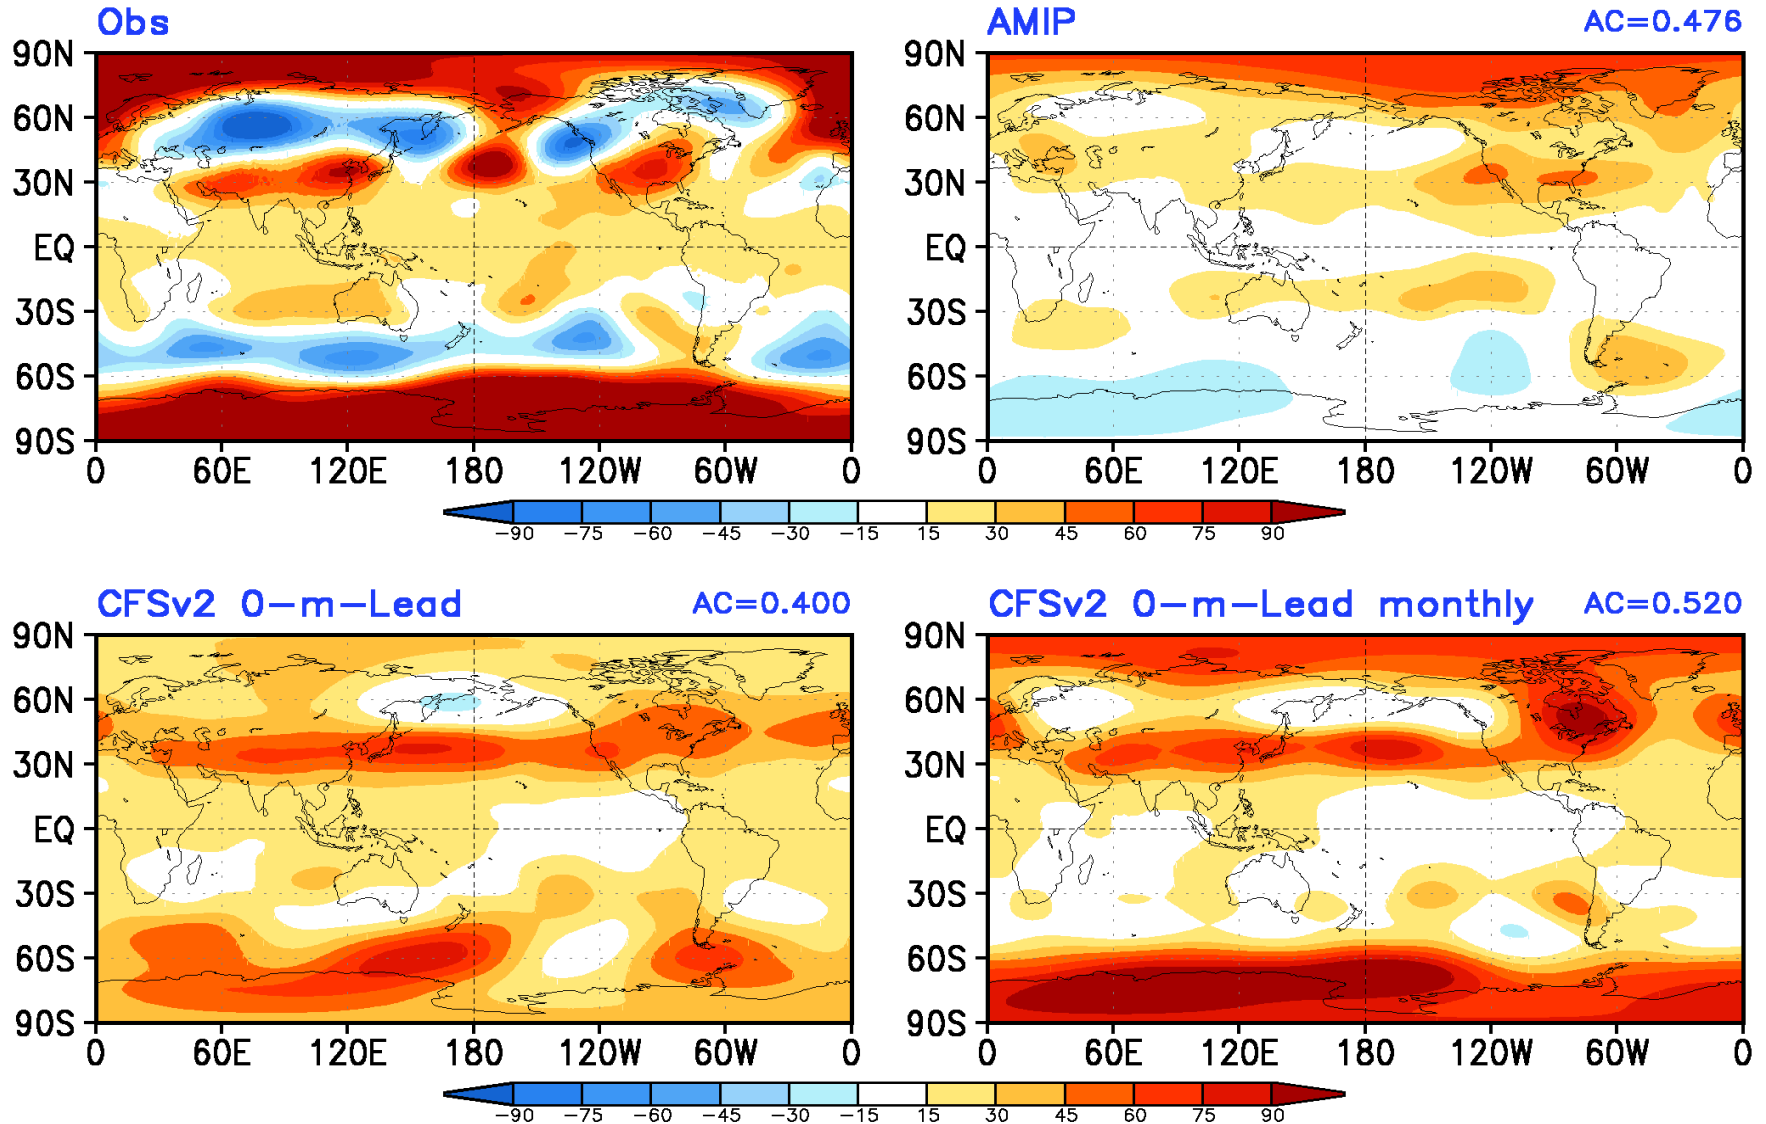 Obs
AMIP AC=0.476
90N
60N
30N
EQ
30S
60S
90S
0 60E 120E 180 120W 60W 0
90N
60N
30N
EQ
30S
60S
90S
0 60E 120E 180 120W 60W 0
−90 −75 −60 −45 −30 −15 15 30 45 60 75 90
CFSv2 0−m−Lead AC=0.400
CFSv2 0−m−Lead monthly AC=0.520
90N
60N
30N
EQ
30S
60S
90S
0 60E 120E 180 120W 60W 0
90N
60N
30N
EQ
30S
60S
90S
0 60E 120E 180 120W 60W 0
−90 −75 −60 −45 −30 −15 15 30 45 60 75 90